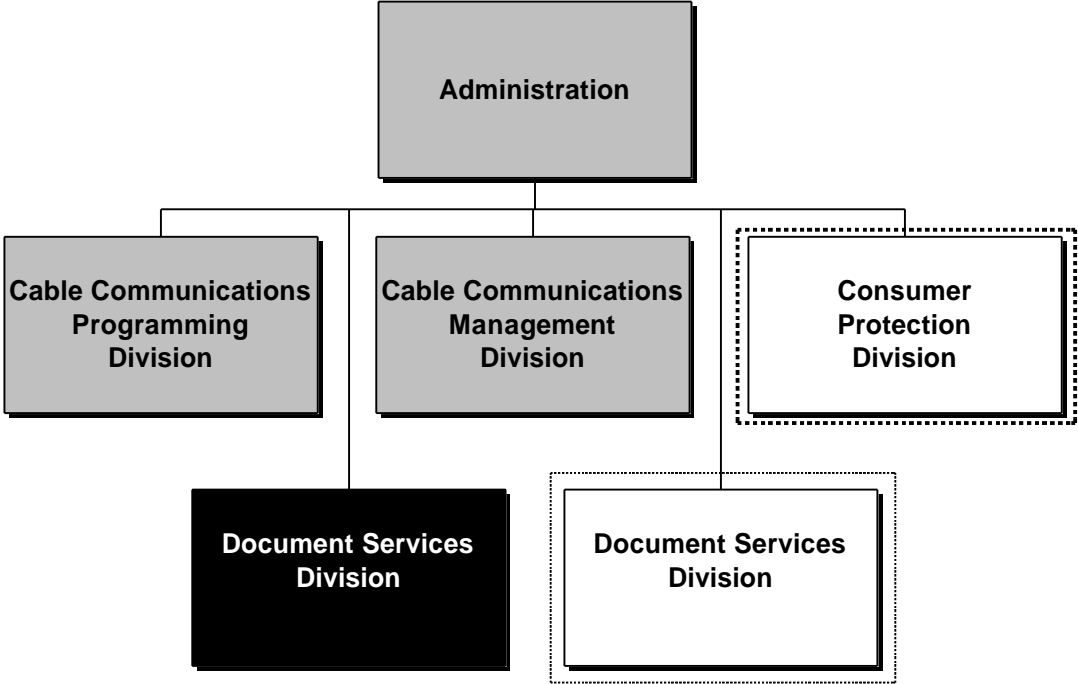 Administration
Cable Communications
Programming
Division
Cable Communications
Management
Division
Consumer
Protection
Division
Document Services
Division
Document Services
Division